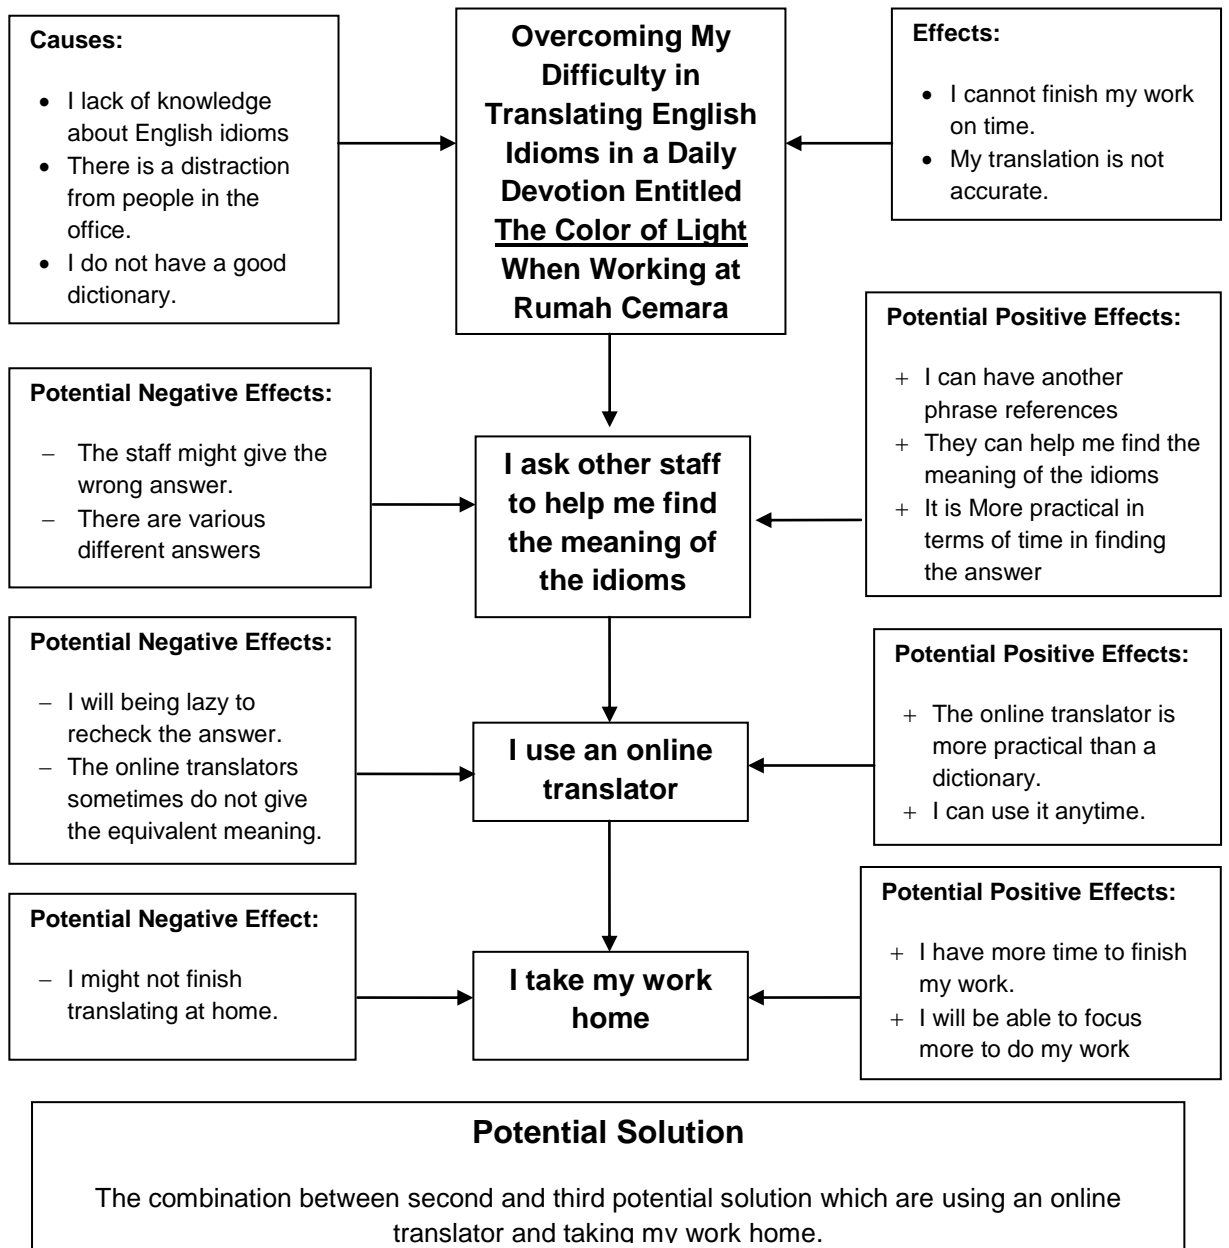 Causes:
• I lack of knowledge
about English idioms
• There is a distraction
from people in the
office.
• I do not have a good
dictionary.
Overcoming My
Difficulty in
Translating English
Idioms in a Daily
Devotion Entitled
The Color of Light
When Working at
Rumah Cemara
Effects:
• I cannot finish my work
on time.
• My translation is not
accurate.
Potential Negative Effects:
– The staff might give the
wrong answer.
– There are various
different answers
I ask other staff
to help me find
the meaning of
the idioms
Potential Positive Effects:
+ I can have another
phrase references
+ They can help me find the
meaning of the idioms
+ It is More practical in
terms of time in finding
the answer
Potential Negative Effects:
– I will being lazy to
recheck the answer.
– The online translators
sometimes do not give
the equivalent meaning.
I use an online
translator
Potential Positive Effects:
+ The online translator is
more practical than a
dictionary.
+ I can use it anytime.
Potential Negative Effect:
– I might not finish
translating at home.
I take my work
home
Potential Positive Effects:
+ I have more time to finish
my work.
+ I will be able to focus
more to do my work
Potential Solution
The combination between second and third potential solution which are using an online
translator and taking my work home.